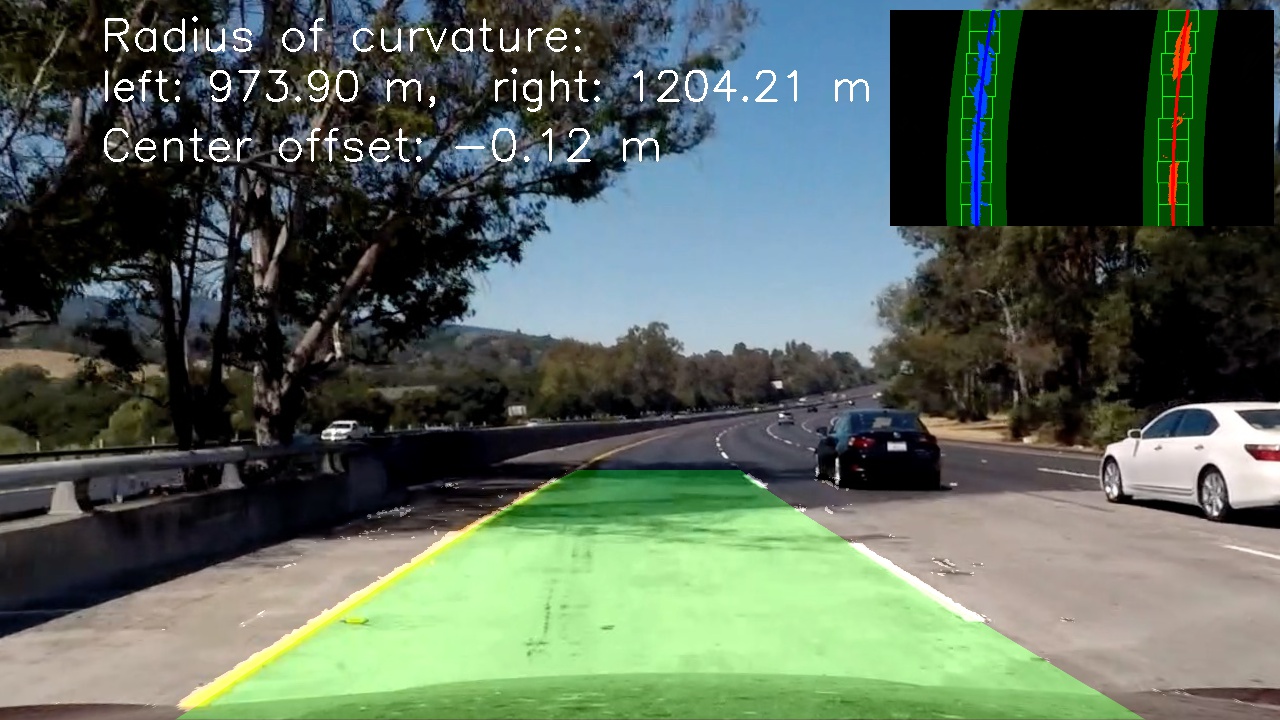 Radius of curvature:
left: 973.90 m, right: 1204.21 m
Center offset: -0.12 m